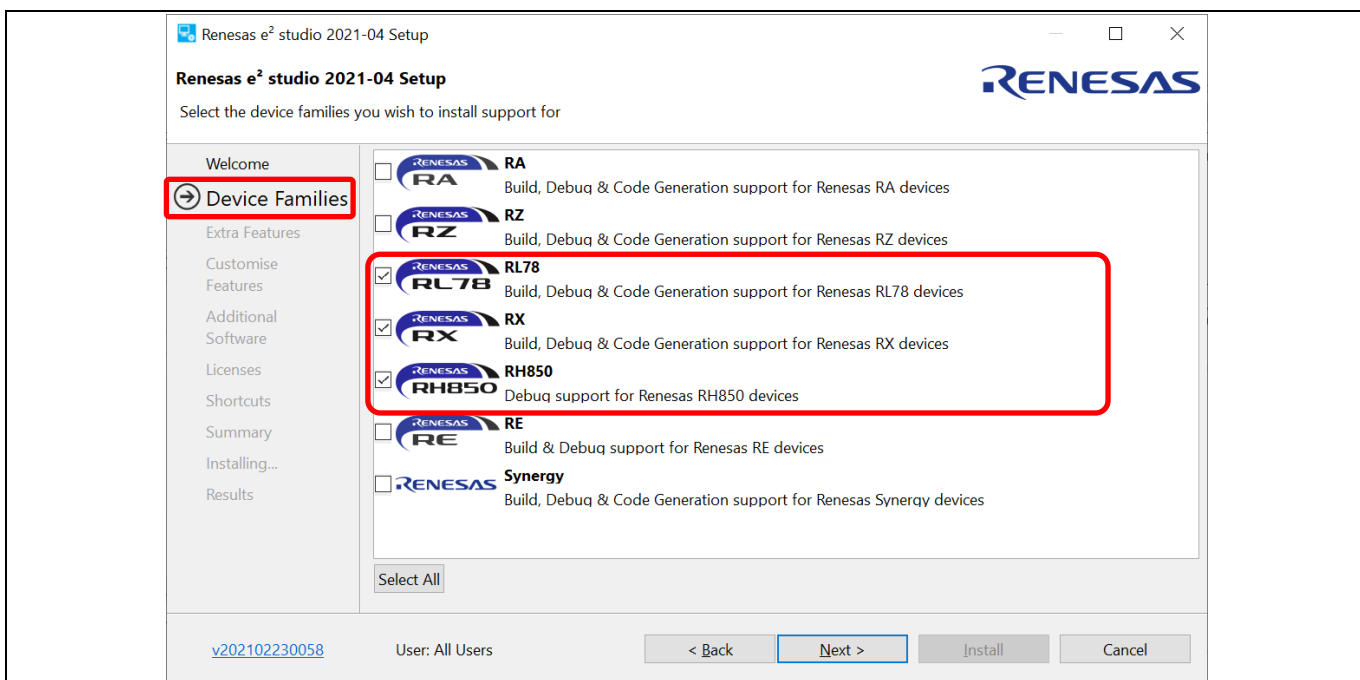 Renesas e² studio 2021-04 Setup
Renesas e² studio 2021-04 Setup
RENESAS
Select the device families you wish to install support for
Welcome
Device Families
Extra Features
Customise
Features
Additional
Software
Licenses
Shortcuts
Summary
Installing...
Results
RENESAS
RA
RA
Build, Debug & Code Generation support for Renesas RA devices
RENESAS
RZ
RZ
Build, Debug & Code Generation support for Renesas RZ devices
RENESAS
RL78
RL78
Build, Debug & Code Generation support for Renesas RL78 devices
RENESAS
RX
RX
Build, Debug & Code Generation support for Renesas RX devices
RENESAS
RH850
RH850
Debug support for Renesas RH850 devices
RENESAS
RE
RE
Build & Debug support for Renesas RE devices
RENESAS
Synergy
Build, Debug & Code Generation support for Renesas Synergy devices
Select All
v202102230058
User: All Users
< Back
Next >
Install
Cancel